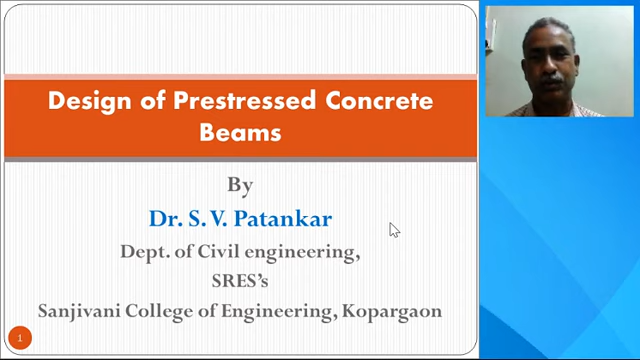 Design of Prestressed Concrete
Beams
By
Dr. S. V. Patankar
Dept. of Civil engineering,
SRES's
Sanjivani College of Engineering, Kopargaon
1